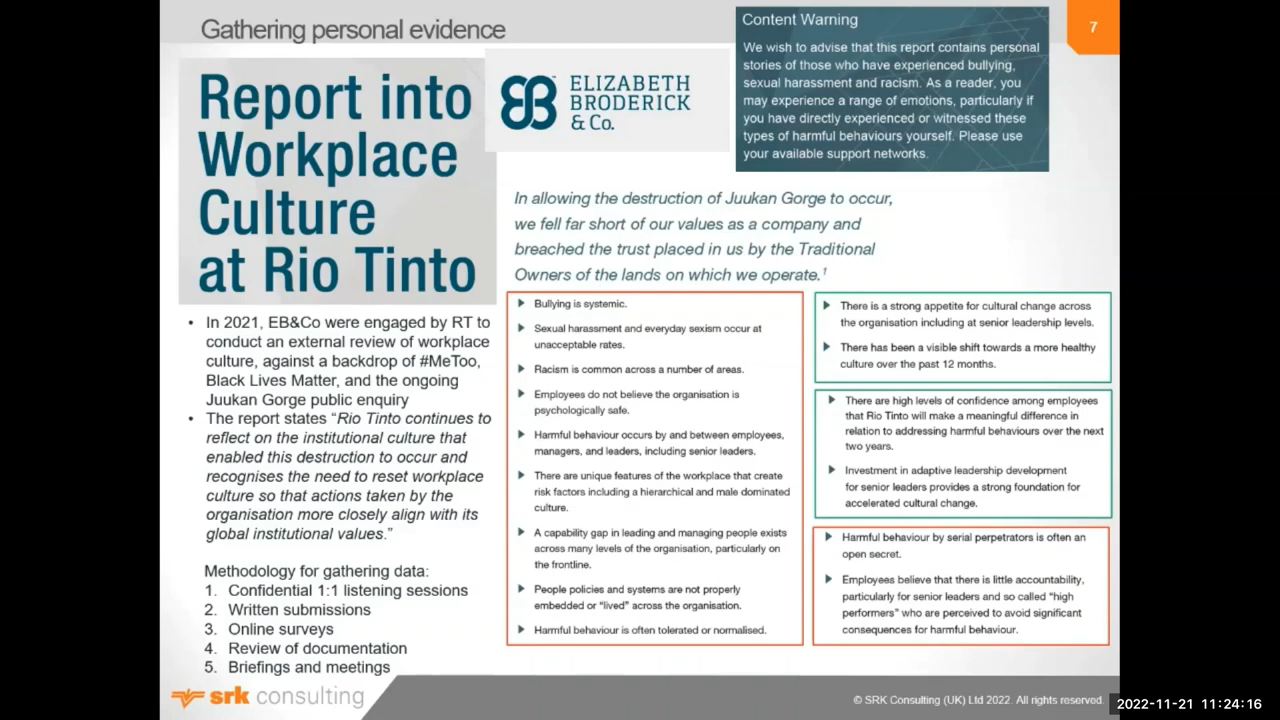 Gathering personal evidence
7
Report into
Workplace
Culture
at Rio Tinto
EB
ELIZABETH
BRODERICK
& Co.
Content Warning
We wish to advise that this report contains personal
stories of those who have experienced bullying,
sexual harassment and racism. As a reader, you
may experience a range of emotions, particularly if
you have directly experienced or witnessed these
types of harmful behaviours yourself. Please use
your available support networks.
In allowing the destruction of Juukan Gorge to occur,
we fell far short of our values as a company and
breached the trust placed in us by the Traditional
Owners of the lands on which we operate.¹
• In 2021, EB&Co were engaged by RT to
conduct an external review of workplace
culture, against a backdrop of #MeToo,
Black Lives Matter, and the ongoing
Juukan Gorge public enquiry
• The report states “Rio Tinto continues to
reflect on the institutional culture that
enabled this destruction to occur and
recognises the need to reset workplace
culture so that actions taken by the
organisation more closely align with its
global institutional values.”
Methodology for gathering data:
1. Confidential 1:1 listening sessions
2. Written submissions
3. Online surveys
4. Review of documentation
5. Briefings and meetings
Bullying is systemic.
Sexual harassment and everyday sexism occur at
unacceptable rates.
Racism is common across a number of areas.
Employees do not believe the organisation is
psychologically safe.
Harmful behaviour occurs by and between employees,
managers, and leaders, including senior leaders.
There are unique features of the workplace that create
risk factors including a hierarchical and male dominated
culture.
A capability gap in leading and managing people exists
across many levels of the organisation, particularly on
the frontline.
People policies and systems are not properly
embedded or “lived” across the organisation.
Harmful behaviour is often tolerated or normalised.
There is a strong appetite for cultural change across
the organisation including at senior leadership levels.
There has been a visible shift towards a more healthy
culture over the past 12 months.
There are high levels of confidence among employees
that Rio Tinto will make a meaningful difference in
relation to addressing harmful behaviours over the next
two years.
Investment in adaptive leadership development
for senior leaders provides a strong foundation for
accelerated cultural change.
Harmful behaviour by serial perpetrators is often an
open secret.
Employees believe that there is little accountability,
particularly for senior leaders and so called “high
performers” who are perceived to avoid significant
consequences for harmful behaviour.
srk consulting
© SRK Consulting (UK) Ltd 2022. All rights reserved.
2022-11-21 11:24:16